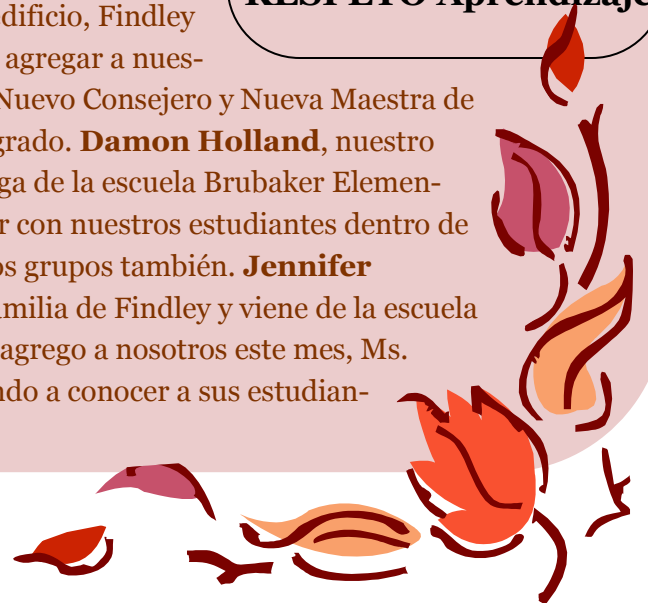 RESPETO Aprendizaje
edificio, Findley
agregar a nues-
Nuevo Consejero y Nueva Maestra de
grado. Damon Holland, nuestro
ga de la escuela Brubaker Elemen-
r con nuestros estudiantes dentro de
os grupos también. Jennifer
amilia de Findley y viene de la escuela
agrego a nosotros este mes, Ms.
ndo a conocer a sus estudian-